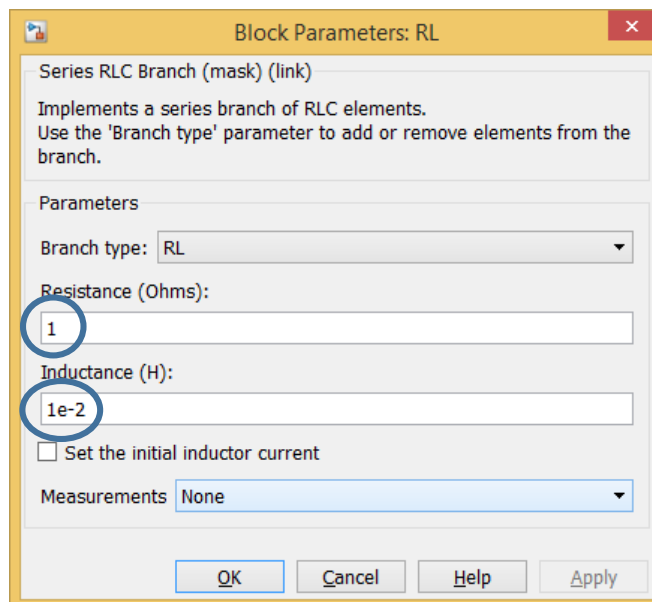 Block Parameters: RL
Series RLC Branch (mask) (link)
Implements a series branch of RLC elements.
Use the 'Branch type' parameter to add or remove elements from the
branch.
Parameters
Branch type: RL
Resistance (Ohms):
1
Inductance (H):
1e-2
Set the initial inductor current
Measurements None
OK Cancel Help Apply